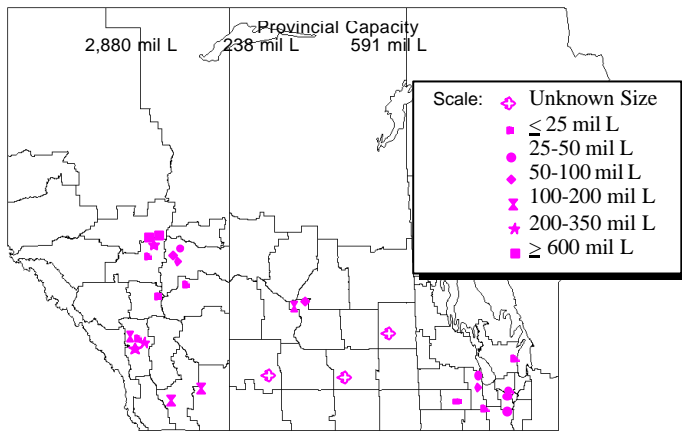 Provincial Capacity
2,880 mil L 238 mil L 591 mil L
Scale: Unknown Size
≤ 25 mil L
25-50 mil L
50-100 mil L
100-200 mil L
200-350 mil L
≥ 600 mil L